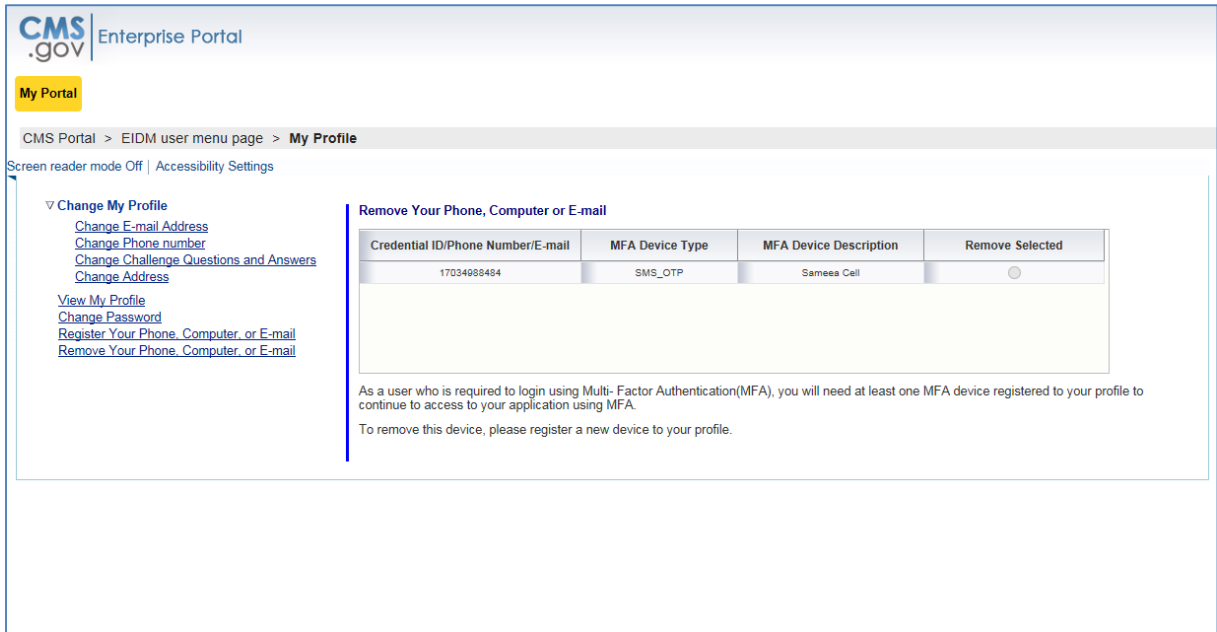 CMS
.gov
Enterprise Portal
My Portal
CMS Portal > EIDM user menu page > My Profile
Screen reader mode Off | Accessibility Settings
Change My Profile
Change E-mail Address
Change Phone number
Change Challenge Questions and Answers
Change Address
View My Profile
Change Password
Register Your Phone, Computer, or E-mail
Remove Your Phone, Computer, or E-mail
Remove Your Phone, Computer or E-mail
Credential ID/Phone Number/E-mail MFA Device Type MFA Device Description Remove Selected
17034988484 SMS_OTP Sameea Cell
As a user who is required to login using Multi- Factor Authentication(MFA), you will need at least one MFA device registered to your profile to
continue to access to your application using MFA.
To remove this device, please register a new device to your profile.